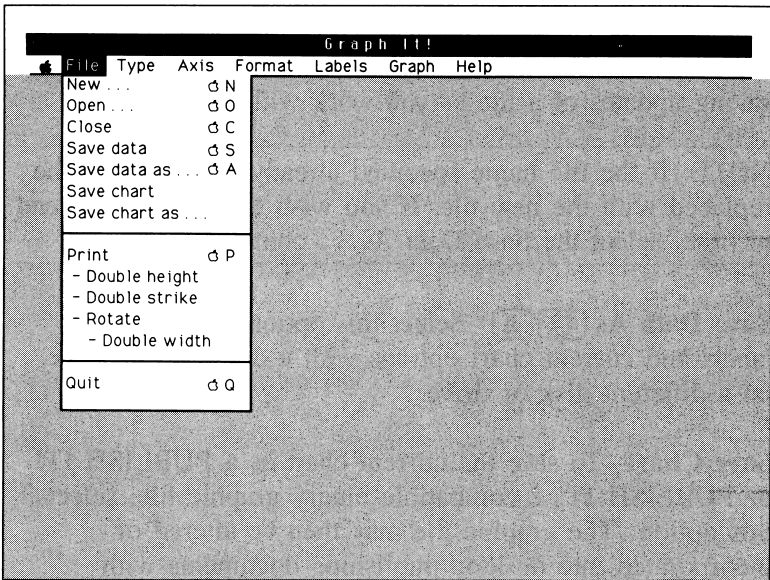 Graph It!
File Type Axis Format Labels Graph Help
New ... N
Open ... O
Close C
Save data S
Save data as ... A
Save chart
Save chart as ...
Print P
- Double height
- Double strike
- Rotate
- Double width
Quit Q